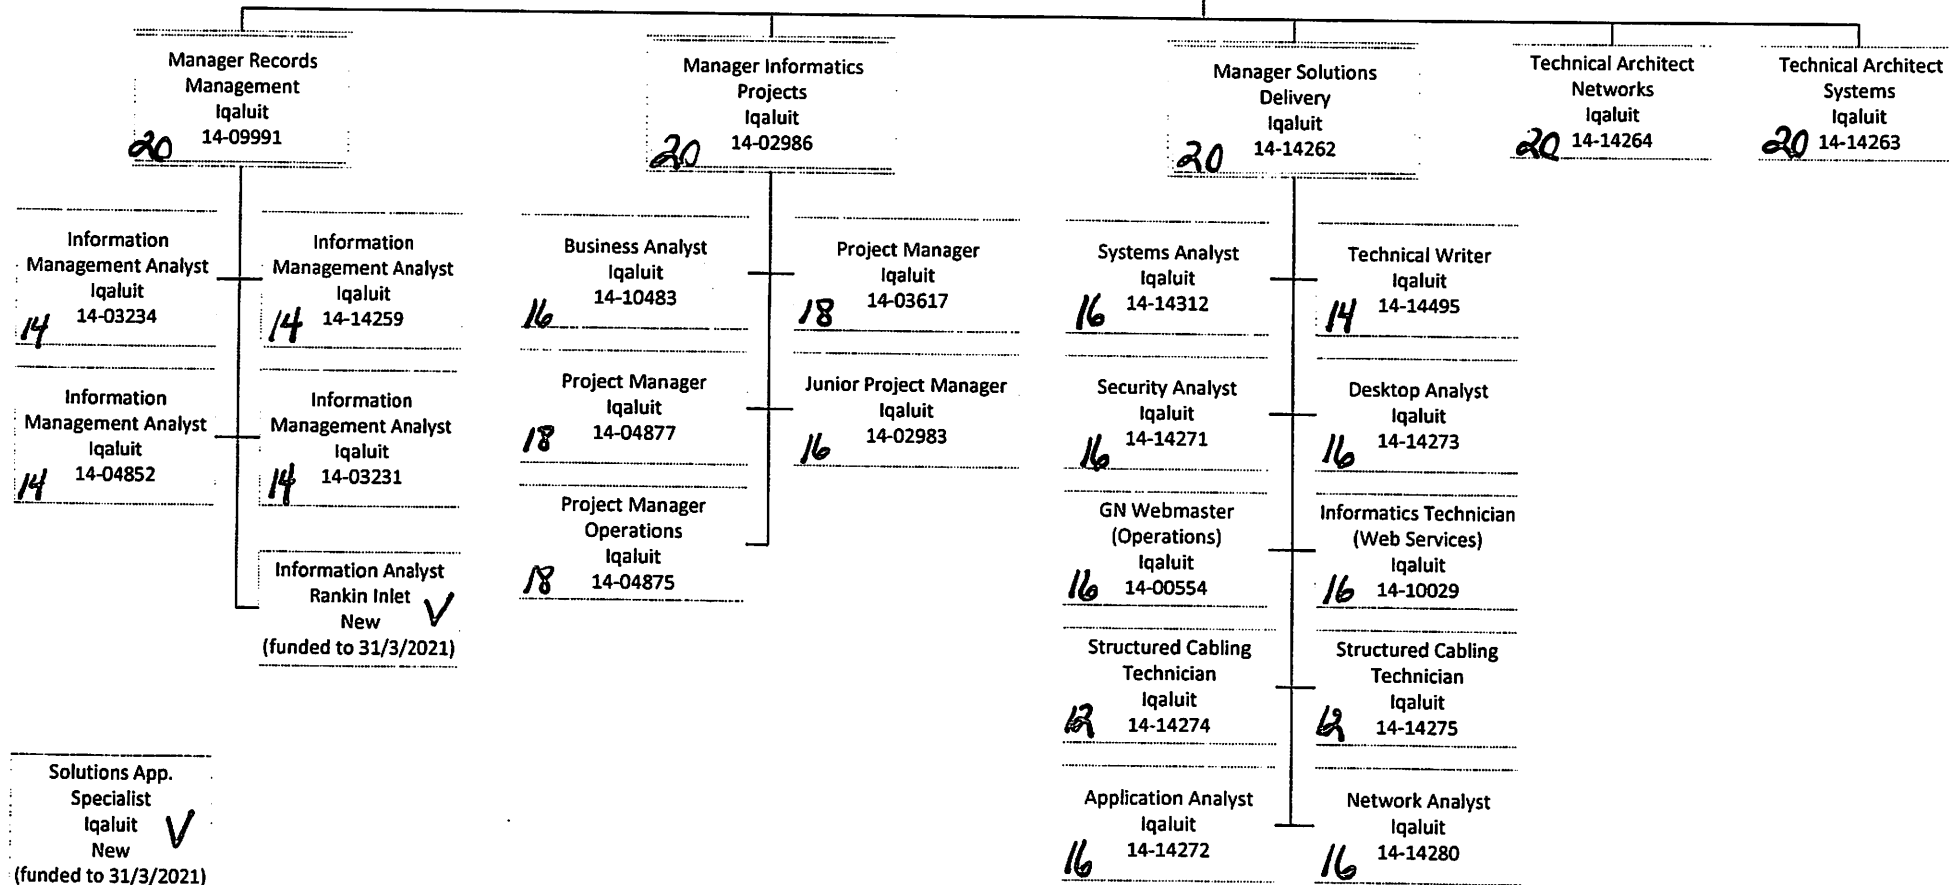 Manager Records
Management
Iqaluit
14-09991
20
Manager Informatics
Projects
Iqaluit
14-02986
20
Manager Solutions
Delivery
Iqaluit
14-14262
20
Technical Architect
Networks
Iqaluit
14-14264
20
Technical Architect
Systems
Iqaluit
14-14263
20
Information
Management Analyst
Iqaluit
14-03234
14
Information
Management Analyst
Iqaluit
14-14259
14
Information
Management Analyst
Iqaluit
14-04852
14
Information
Management Analyst
Iqaluit
14-03231
14
Information Analyst
Rankin Inlet
New
(funded to 31/3/2021)
V
Solutions App.
Specialist
Iqaluit
New
(funded to 31/3/2021)
V
Business Analyst
Iqaluit
14-10483
16
Project Manager
Iqaluit
14-03617
18
Project Manager
Iqaluit
14-04877
18
Junior Project Manager
Iqaluit
14-02983
16
Project Manager
Operations
Iqaluit
14-04875
18
Systems Analyst
Iqaluit
14-14312
16
Technical Writer
Iqaluit
14-14495
14
Security Analyst
Iqaluit
14-14271
16
Desktop Analyst
Iqaluit
14-14273
16
GN Webmaster
(Operations)
Iqaluit
14-00554
16
Informatics Technician
(Web Services)
Iqaluit
14-10029
16
Structured Cabling
Technician
Iqaluit
14-14274
12
Structured Cabling
Technician
Iqaluit
14-14275
12
Application Analyst
Iqaluit
14-14272
16
Network Analyst
Iqaluit
14-14280
16